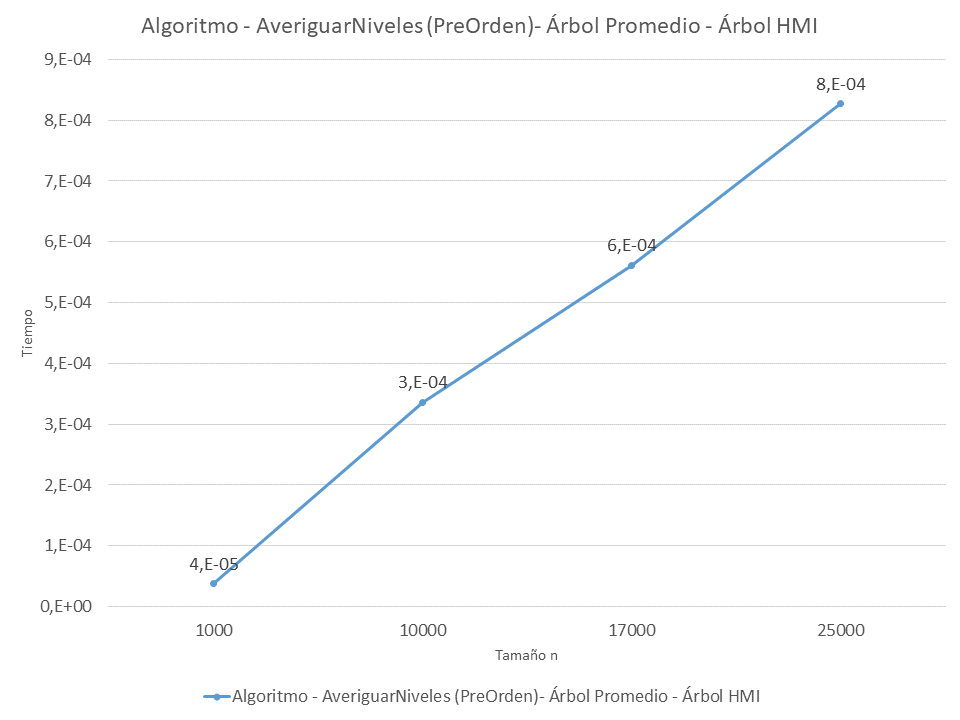 Algoritmo - AveriguarNiveles (PreOrden)- Árbol Promedio - Árbol HMI
9,E-04
8,E-04
7,E-04
6,E-04
5,E-04
4,E-04
3,E-04
2,E-04
1,E-04
0,E+00
Tiempo
4,E-05
3,E-04
6,E-04
8,E-04
1000
10000
17000
25000
Tamaño n
Algoritmo - AveriguarNiveles (PreOrden)- Árbol Promedio - Árbol HMI